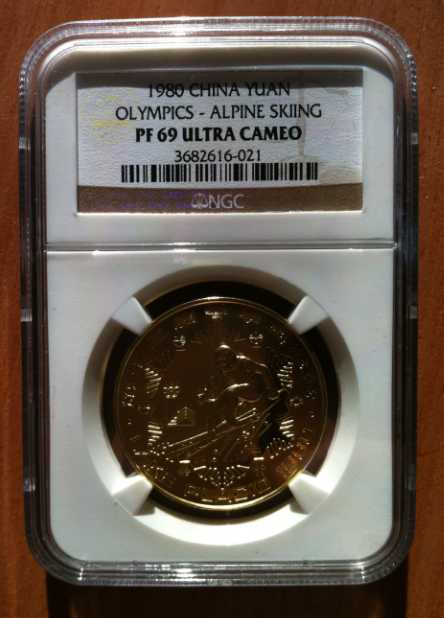 1980 CHINA YUAN
OLYMPICS - ALPINE SKIING
PF 69 ULTRA CAMEO
3682616-021
NGC